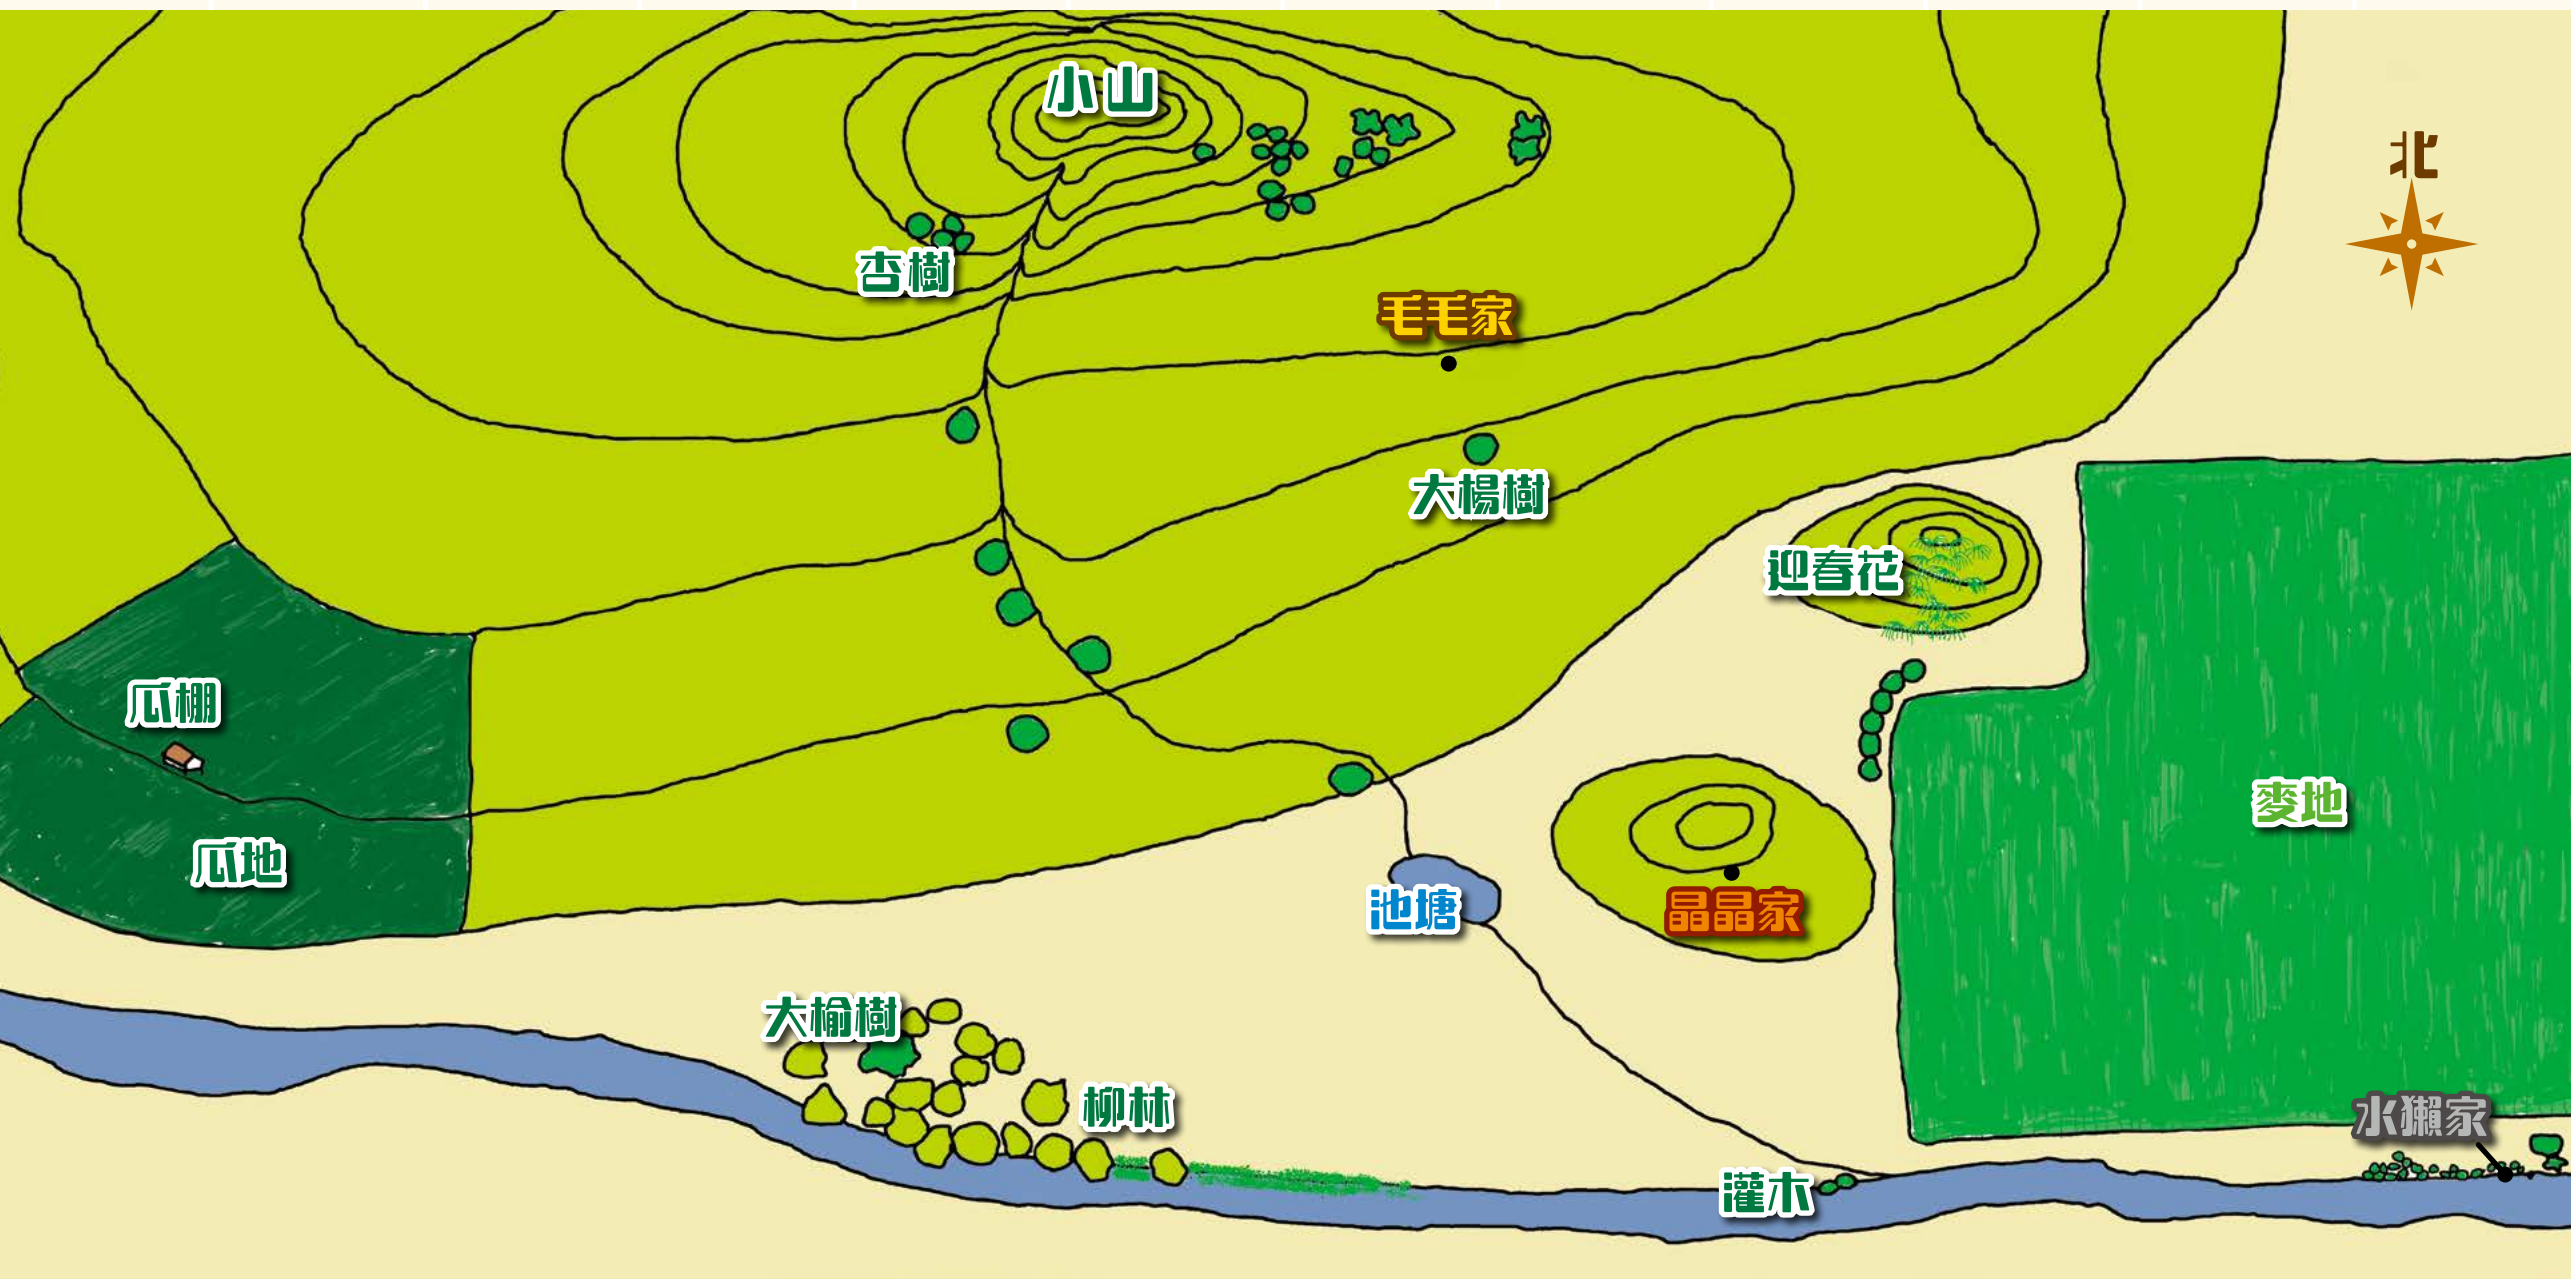 小山
北
杏樹
毛毛家
大楊樹
迎春花
瓜棚
麥地
瓜地
池塘
晶晶家
大榆樹
柳林
水獺家
灌木